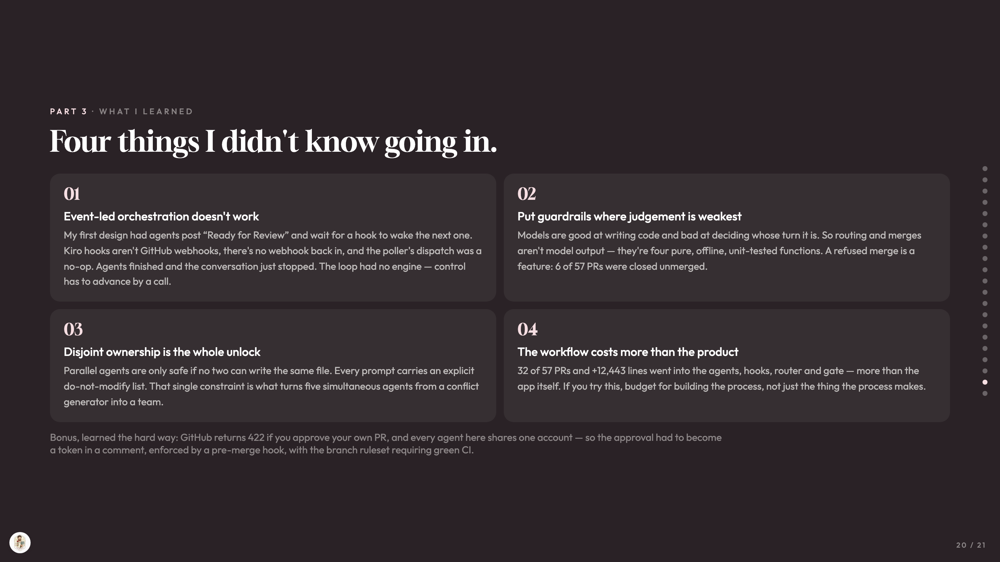 PART 3 · WHAT I LEARNED
Four things I didn't know going in.
01
Event-led orchestration doesn't work
My first design had agents post “Ready for Review” and wait for a hook to wake the next one.
Kiro hooks aren't GitHub webhooks, there's no webhook back in, and the poller's dispatch was a
no-op. Agents finished and the conversation just stopped. The loop had no engine — control
has to advance by a call.
02
Put guardrails where judgement is weakest
Models are good at writing code and bad at deciding whose turn it is. So routing and merges
aren't model output — they're four pure, offline, unit-tested functions. A refused merge is a
feature: 6 of 57 PRs were closed unmerged.
03
Disjoint ownership is the whole unlock
Parallel agents are only safe if no two can write the same file. Every prompt carries an explicit
do-not-modify list. That single constraint is what turns five simultaneous agents from a conflict
generator into a team.
04
The workflow costs more than the product
32 of 57 PRs and +12,443 lines went into the agents, hooks, router and gate — more than the
app itself. If you try this, budget for building the process, not just the thing the process makes.
Bonus, learned the hard way: GitHub returns 422 if you approve your own PR, and every agent here shares one account — so the approval had to become
a token in a comment, enforced by a pre-merge hook, with the branch ruleset requiring green CI.
20 / 21